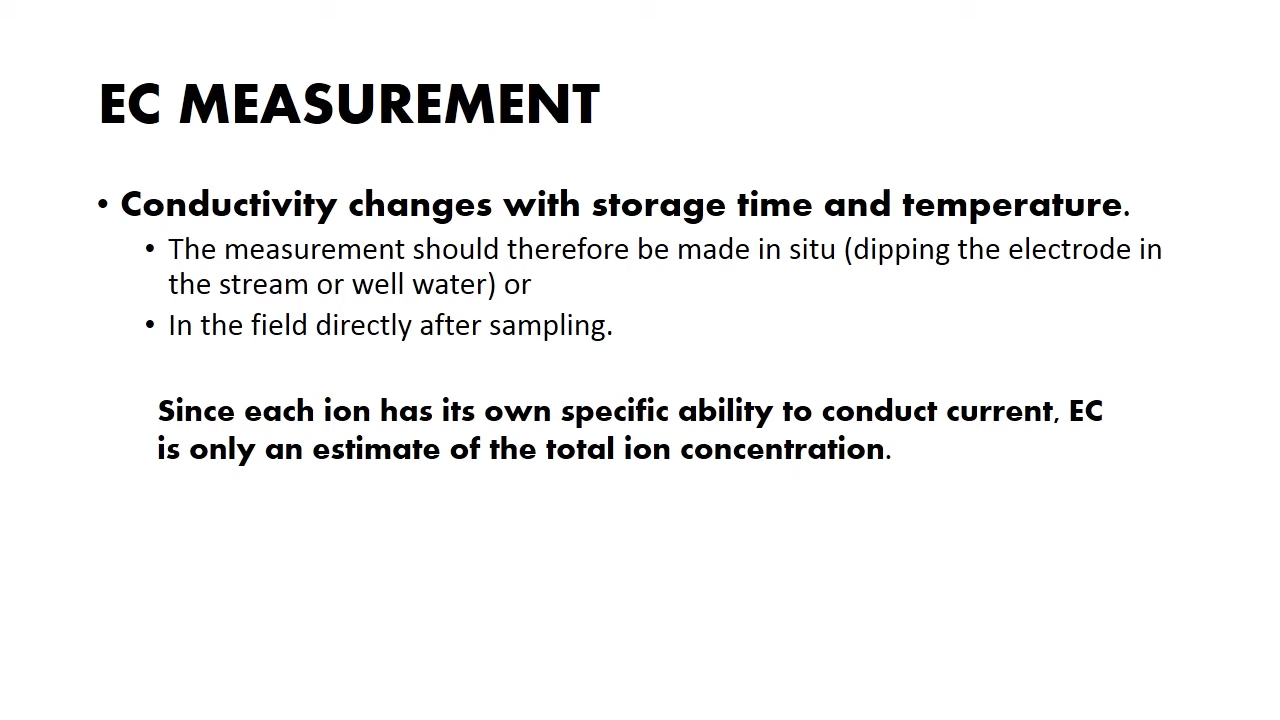 EC MEASUREMENT
• Conductivity changes with storage time and temperature.
• The measurement should therefore be made in situ (dipping the electrode in
the stream or well water) or
• In the field directly after sampling.
Since each ion has its own specific ability to conduct current, EC
is only an estimate of the total ion concentration.